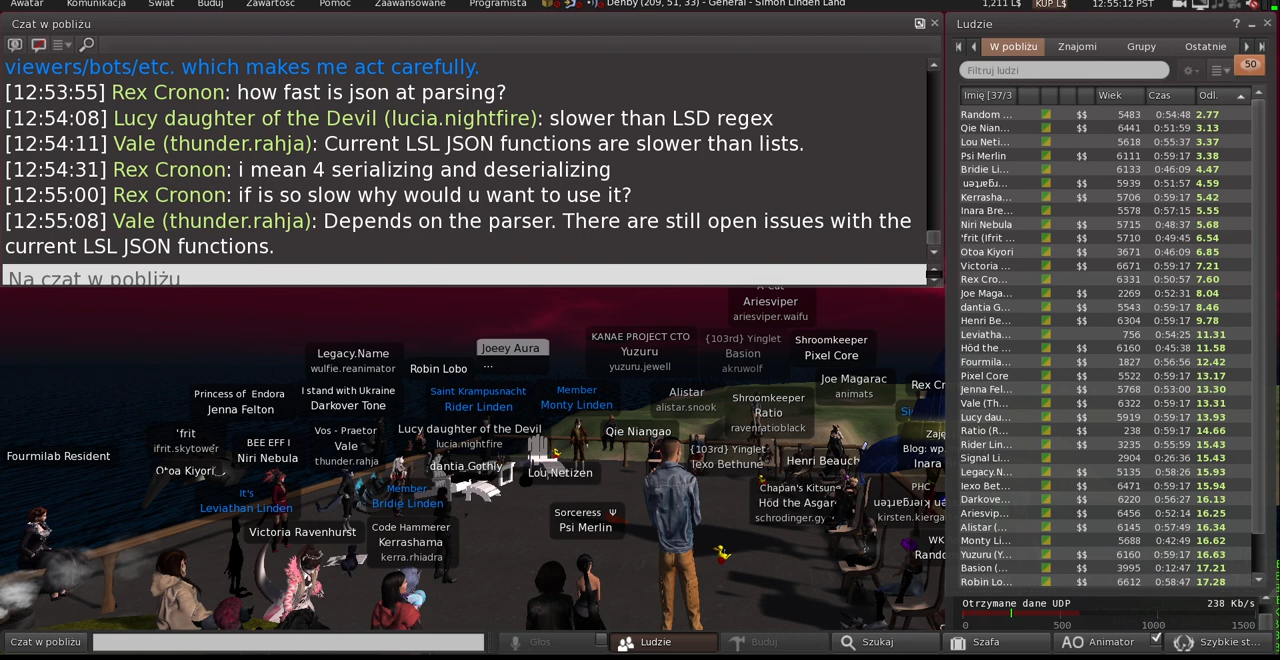 Awatar Komunikacja Świat Buduj Zawartość Pomoc Zaawansowane Programista Denby (209, 51, 33) - General - Simon Linden Land 1,211 L$ KUP L$ 12:55:12 PST
Czat w pobliżu
viewers/bots/etc. which makes me act carefully.
[12:53:55] Rex Cronon: how fast is json at parsing?
[12:54:08] Lucy daughter of the Devil (lucia.nightfire): slower than LSD regex
[12:54:11] Vale (thunder.rahja): Current LSL JSON functions are slower than lists.
[12:54:31] Rex Cronon: i mean 4 serializing and deserializing
[12:55:00] Rex Cronon: if is so slow why would u want to use it?
[12:55:08] Vale (thunder.rahja): Depends on the parser. There are still open issues with the
current LSL JSON functions.
Na czat w pobliżu
A Cat
Ariesviper
ariesviper.waifu
KANAE PROJECT CTO
Yuzuru
yuzuru.jewell
{103rd} Yinglet
Basion
akruwolf
Shroomkeeper
Pixel Core
Joeey Aura
...
Legacy.Name
wulfie.reanimator
Robin Lobo
Joe Magarac
animats
Rex Cr
Princess of Endora
Jenna Felton
I stand with Ukraine
Darkover Tone
Saint Krampusnacht
Rider Linden
Member
Monty Linden
Alistar
alistar.snook
Shroomkeeper
Ratio
ravenratioblack
'frit
ifrit.skytower
BEE EFF I
Niri Nebula
Vos - Praetor
Vale
thunder.rahja
Lucy daughter of the Devil
lucia.nightfire
Qie Niangao
Zaję
Blog: wp.
Inara
Fourmilab Resident
Otoa Kiyori
dantia Gothly
Lou Netizen
{103rd} Yinglet
Texo Bethune
Henri Beauch
It's
Leviathan Linden
Member
Bridie Linden
Chapan's Kitsun
Höd the Asgar
schrodinger.gy
PHC
kirsten.kierga
Victoria Ravenhurst
Code Hammerer
Kerrashama
kerra.rhiadra
Sorceress Ψ
Psi Merlin
WK
Rando
Ludzie
W pobliżu Znajomi Grupy Ostatnie
Filtruj ludzi
50
Imię [37/3 Wiek Czas Odl.
Random ... $$ 5483 0:54:48 2.77
Qie Nian... $$ 6441 0:51:59 3.13
Lou Neti... 5618 0:55:37 3.37
Psi Merlin $$ 6111 0:59:17 3.38
Bridie Li... 6133 0:46:09 4.47
$$ 5939 0:51:57 4.59
Kerrasha... $$ 5706 0:59:17 5.42
Inara Bre... 5578 0:57:15 5.55
Niri Nebula $$ 5715 0:48:37 5.68
'frit (Ifrit ... $$ 5710 0:49:45 6.54
Otoa Kiyori 3671 0:46:09 6.85
Victoria ... $$ 6671 0:59:17 7.21
Rex Cro... 6331 0:50:57 7.60
Joe Maga... $$ 2269 0:52:31 8.04
dantia G... $$ 5543 0:59:17 8.46
Henri Be... $$ 6304 0:59:17 9.78
Leviatha... 756 0:54:25 11.31
Höd the ... $$ 6160 0:45:38 11.58
Fourmila... $$ 1827 0:56:56 12.42
Pixel Core $$ 5522 0:59:17 13.17
Jenna Fel... $$ 5768 0:53:00 13.30
Vale (Th... $$ 6322 0:59:17 13.31
Lucy dau... $$ 5919 0:59:17 13.93
Ratio (R... $$ 238 0:59:17 14.66
Rider Lin... $$ 3235 0:55:59 15.43
Signal Li... 2904 0:26:36 15.43
Legacy.N... $$ 5135 0:58:26 15.93
Texo Bet... $$ 6471 0:59:17 15.94
Darkove... $$ 6220 0:56:27 16.13
Ariesvip... $$ 6456 0:52:14 16.25
Alistar (... $$ 6145 0:57:49 16.34
Monty Li... 5688 0:42:49 16.62
Yuzuru (Y... $$ 6160 0:59:17 16.63
Basion (... $$ 3995 0:12:47 17.21
Robin Lo... $$ 6612 0:58:47 17.28
Otrzymane dane UDP 238 Kb/s
0 500 1000 1500
Czat w pobliżu Głos Ludzie Buduj Szukaj Szafa AO Animator Szybkie st...